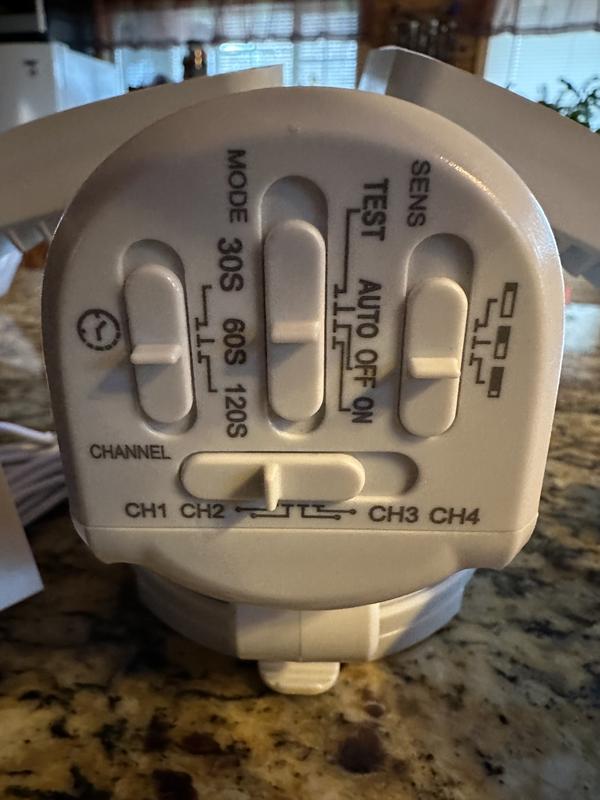 MODE
SENS
30S 60S 120S
TEST AUTO OFF ON
CHANNEL
CH1 CH2 CH3 CH4